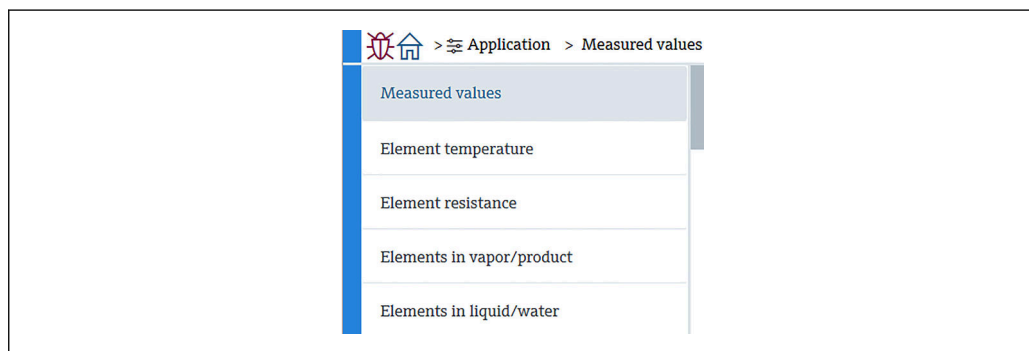 > Application > Measured values
Measured values
Element temperature
Element resistance
Elements in vapor/product
Elements in liquid/water